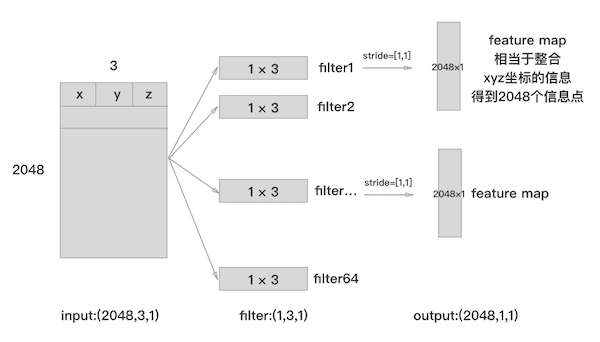 3
x y z
2048
1 × 3 filter1
1 × 3 filter2
1 × 3 filter...
1 × 3 filter64
stride=[1,1]
stride=[1,1]
2048×1
feature map
相当于整合
xyz坐标的信息
得到2048个信息点
2048×1 feature map
input:(2048,3,1)
filter:(1,3,1)
output:(2048,1,1)